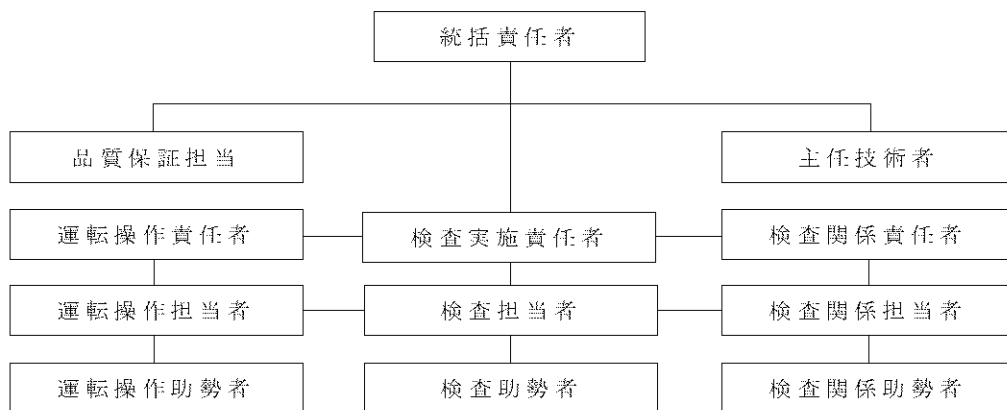 統括責任者
品質保証担当
主任技術者
運転操作責任者
検査実施責任者
検査関係責任者
運転操作担当者
検査担当者
検査関係担当者
運転操作助勢者
検査助勢者
検査関係助勢者